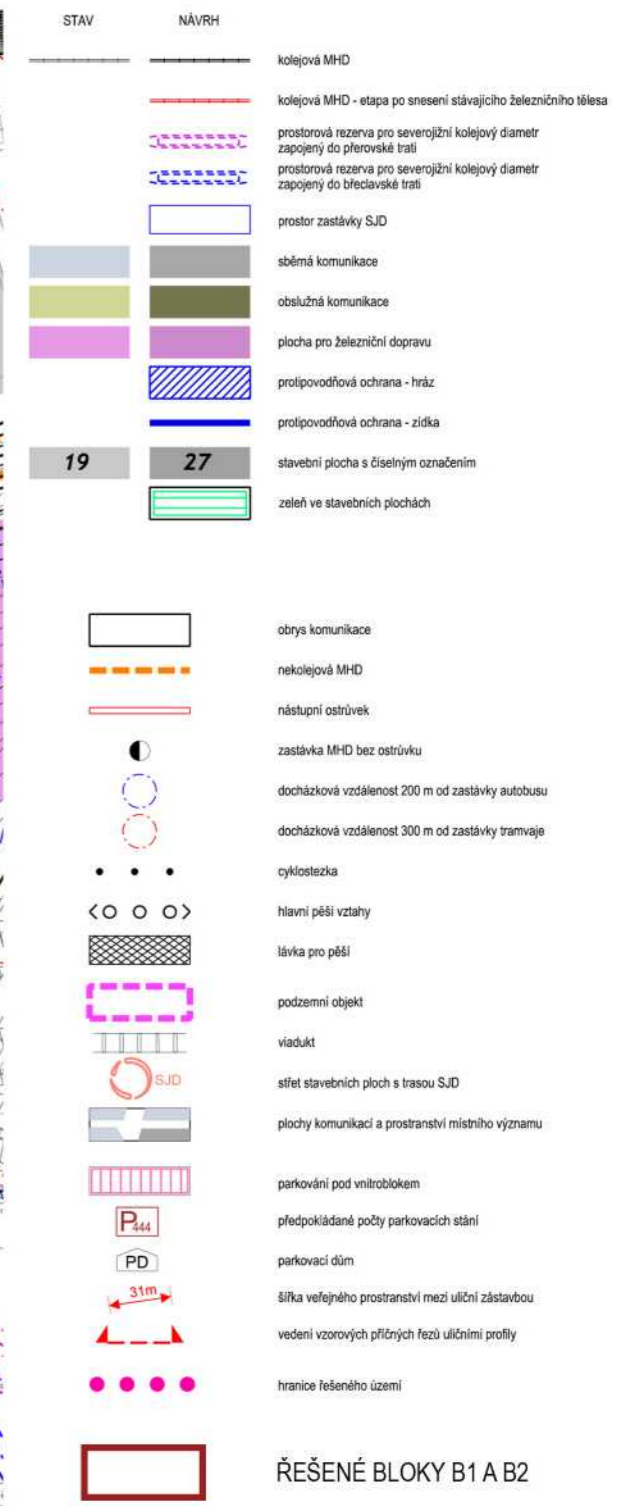 STAV NÁVRH
kolejová MHD
kolejová MHD - etapa po snesení stávajícího železničního tělesa
prostorová rezerva pro severojižní kolejový diametr
zapojený do přerovské trati
prostorová rezerva pro severojižní kolejový diametr
zapojený do břeclavské trati
prostor zastávky SJD
sběrná komunikace
obslužná komunikace
plocha pro železniční dopravu
protipovodňová ochrana - hráz
protipovodňová ochrana - zídka
19 27 stavební plocha s číselným označením
zeleň ve stavebních plochách
obrys komunikace
nekolejová MHD
nástupní ostrůvek
zastávka MHD bez ostrůvku
docházková vzdálenost 200 m od zastávky autobusu
docházková vzdálenost 300 m od zastávky tramvaje
cyklostezka
hlavní pěší vztahy
lávka pro pěší
podzemní objekt
viadukt
SJD střet stavebních ploch s trasou SJD
plochy komunikací a prostranství místního významu
parkování pod vnitroblokem
P444 předpokládané počty parkovacích stání
PD parkovací dům
31m šířka veřejného prostranství mezi uliční zástavbou
vedení vzorových příčných řezů uličními profily
hranice řešeného území
ŘEŠENÉ BLOKY B1 A B2